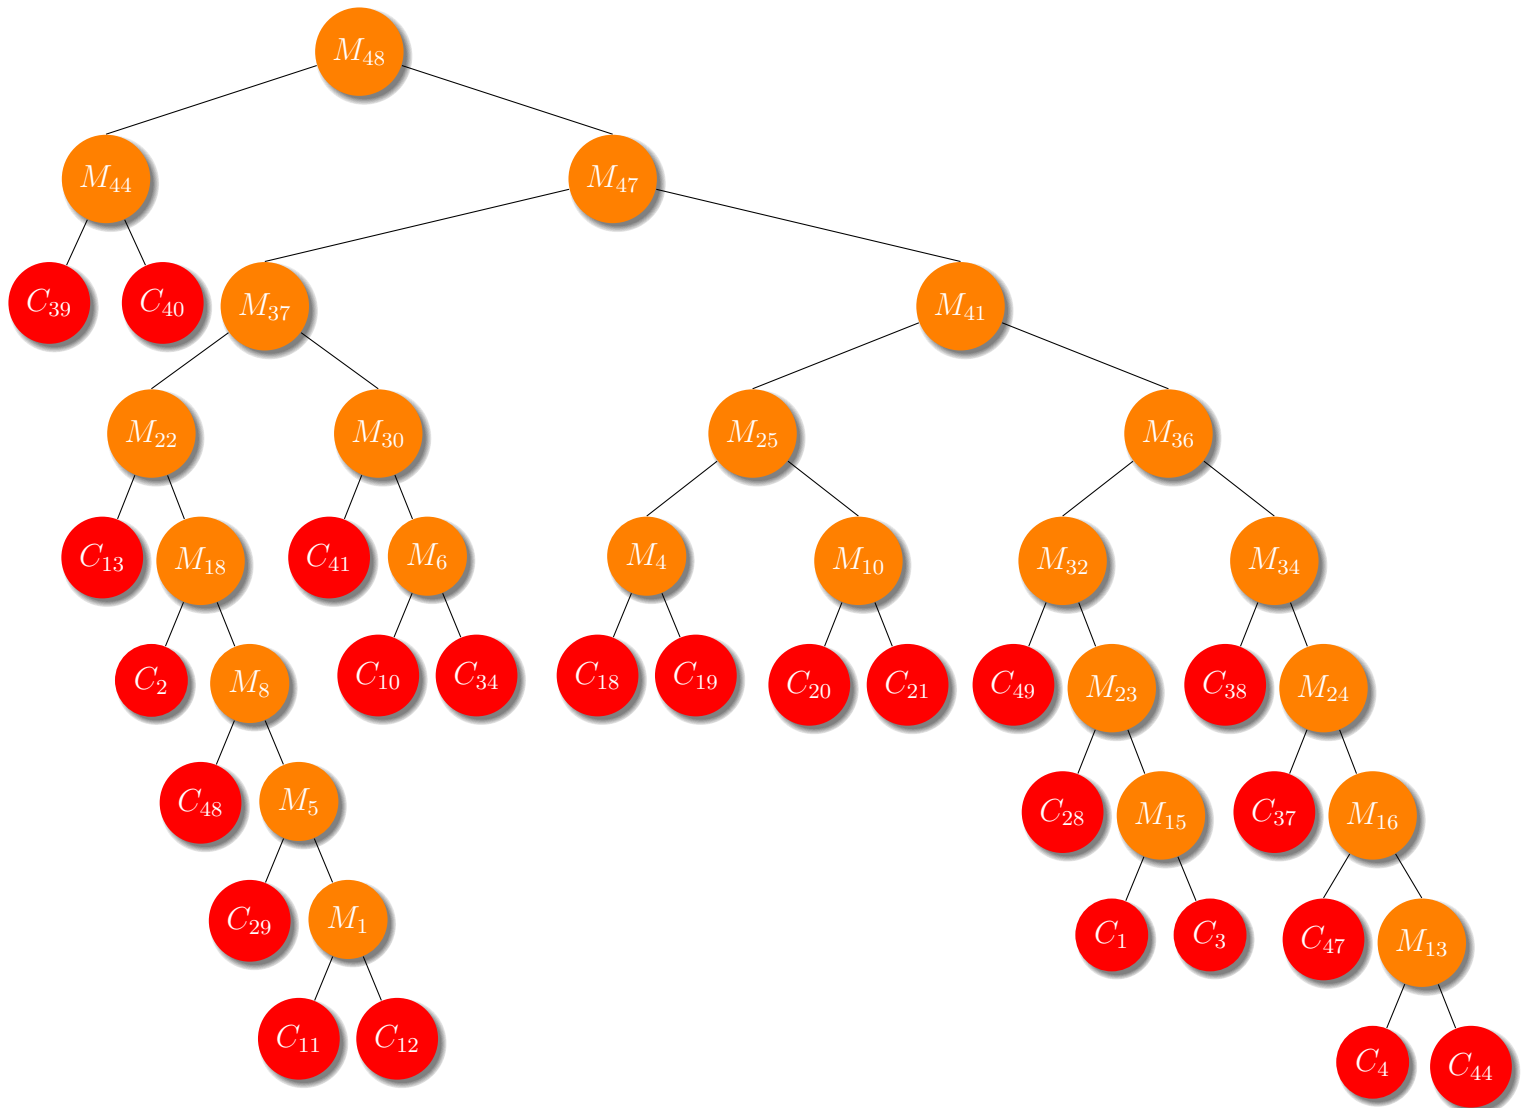 M₄₈
M₄₄ M₄₇
C₃₉ C₄₀ M₃₇ M₄₁
M₂₂ M₃₀ M₂₅ M₃₆
C₁₃ M₁₈ C₄₁ M₆ M₄ M₁₀ M₃₂ M₃₄
C₂ M₈ C₁₀ C₃₄ C₁₈ C₁₉ C₂₀ C₂₁ C₄₉ M₂₃ C₃₈ M₂₄
C₄₈ M₅ C₂₈ M₁₅ C₃₇ M₁₆
C₂₉ M₁ C₁ C₃ C₄₇ M₁₃
C₁₁ C₁₂ C₄ C₄₄